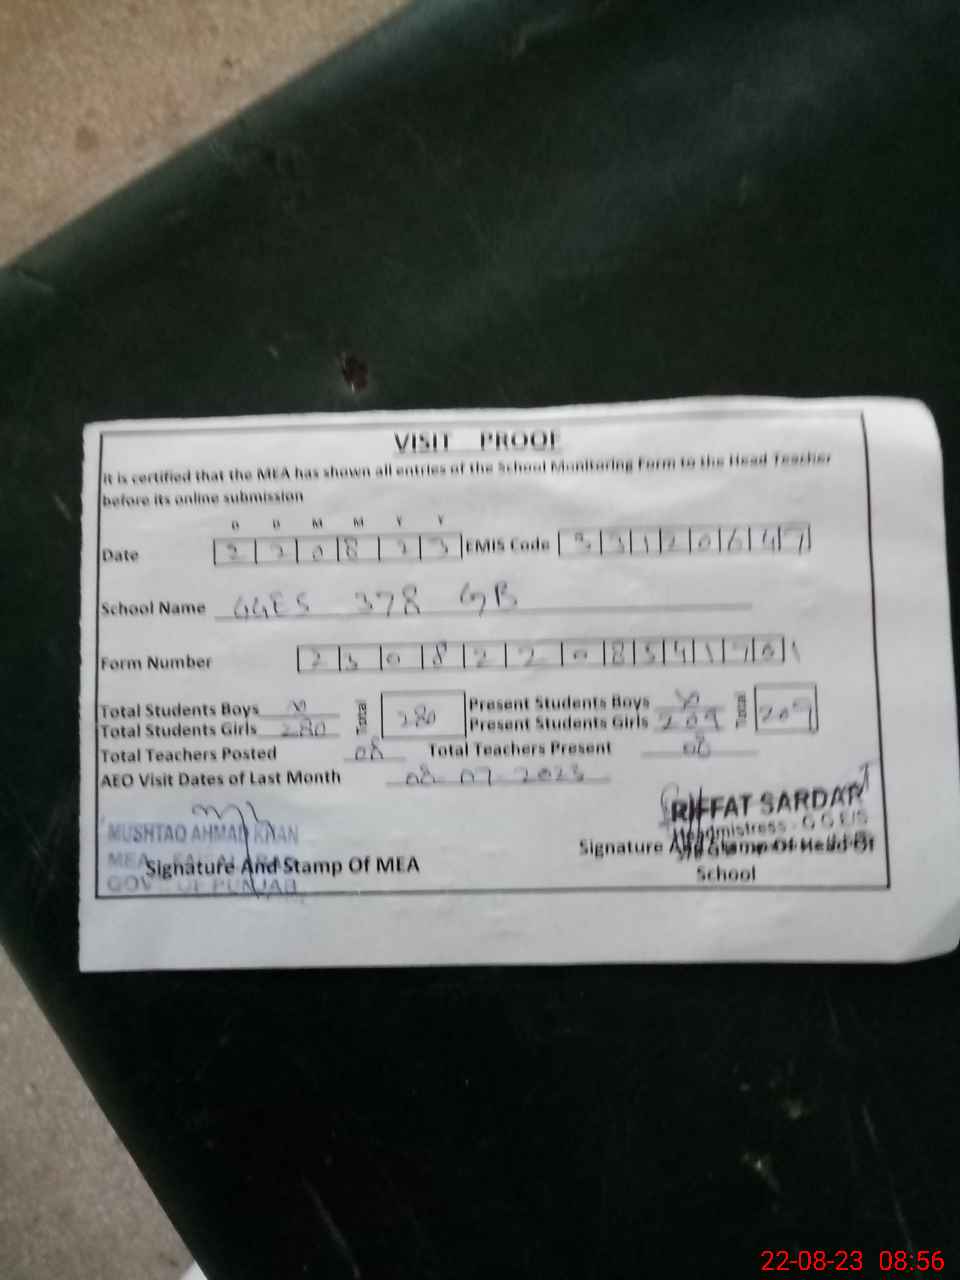 VISIT PROOF
It is certified that the MEA has shown all entries of the School Monitoring Form to the Head Teacher
before its online submission
D D M M Y Y
Date 2 2 0 8 2 3 EMIS Code 3 3 1 2 0 6 4 7
School Name GGES 378 GB
Form Number 2 3 0 8 2 2 0 8 5 4 1 7 0 1
Total Students Boys Total Present Students Boys Total
Total Students Girls 280 280 Present Students Girls 209 209
Total Teachers Posted 08 Total Teachers Present 08
AEO Visit Dates of Last Month 08-07-2023
MUSHTAQ AHMAD KHAN
MEA
GOVT OF PUNJAB
Signature And Stamp Of MEA
RIFFAT SARDAR
Headmistress G.G.E/S
Signature And Stamp Of Head Of
School
22-08-23 08:56